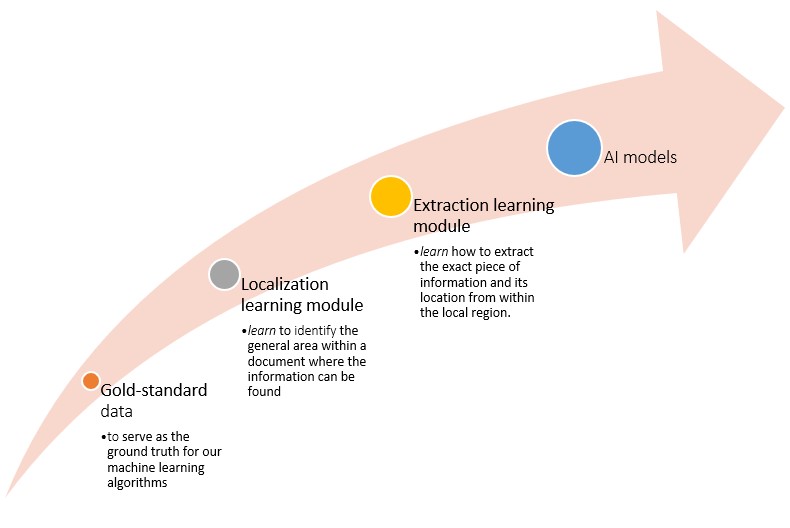 AI models
Extraction learning
module
•learn how to extract
the exact piece of
information and its
location from within
the local region.
Localization
learning module
•learn to identify the
general area within a
document where the
information can be
found
Gold-standard
data
•to serve as the
ground truth for our
machine learning
algorithms